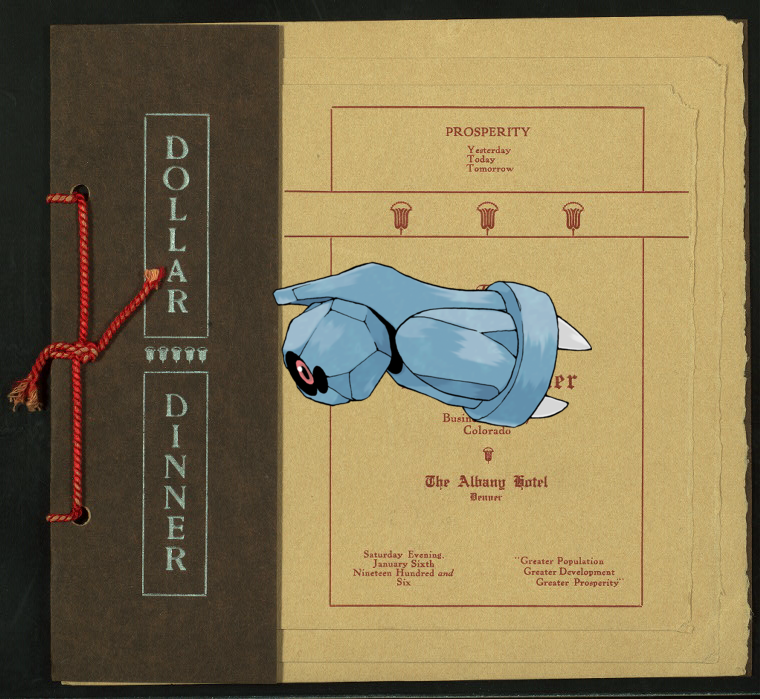 DOLLAR
DINNER
PROSPERITY
Yesterday
Today
Tomorrow
Colorado
The Albany Hotel
Denver
Saturday Evening,
January Sixth
Nineteen Hundred and
Six
"Greater Population
Greater Development
Greater Prosperity"